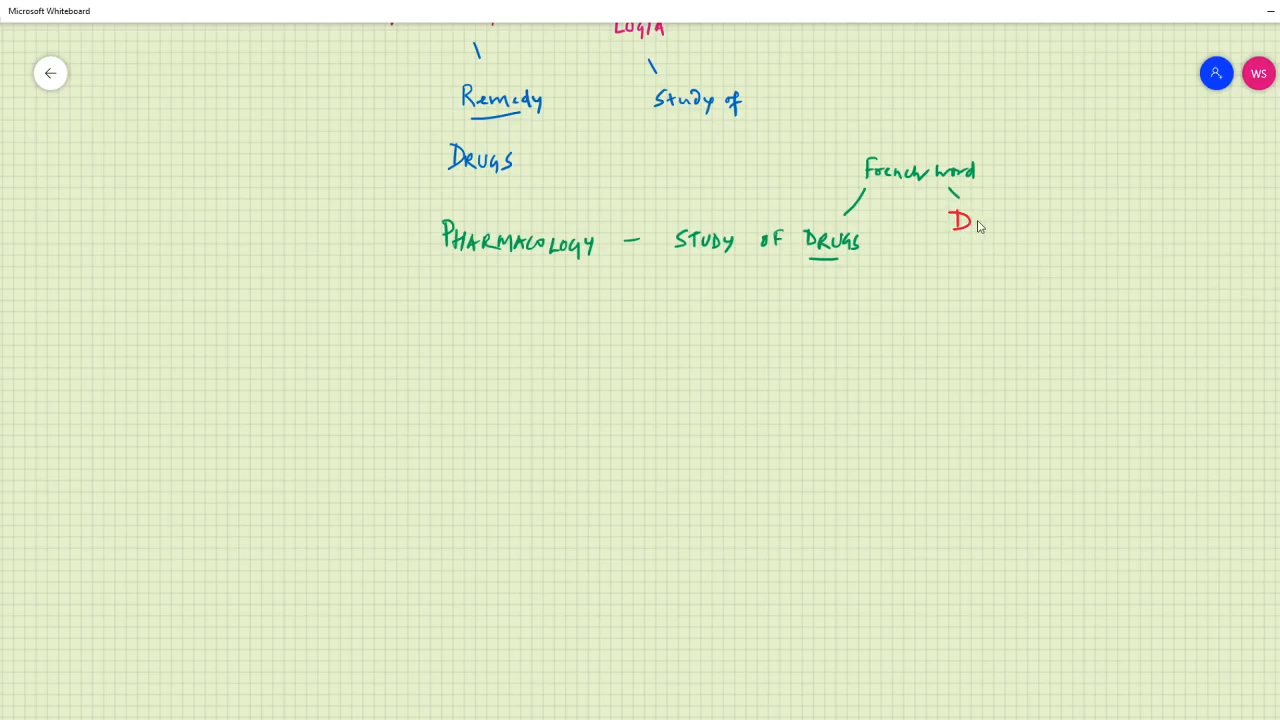 Microsoft Whiteboard
LOGIA
WS
Remedy Study of
DRUGS
French word
D
PHARMACOLOGY - STUDY OF DRUGS